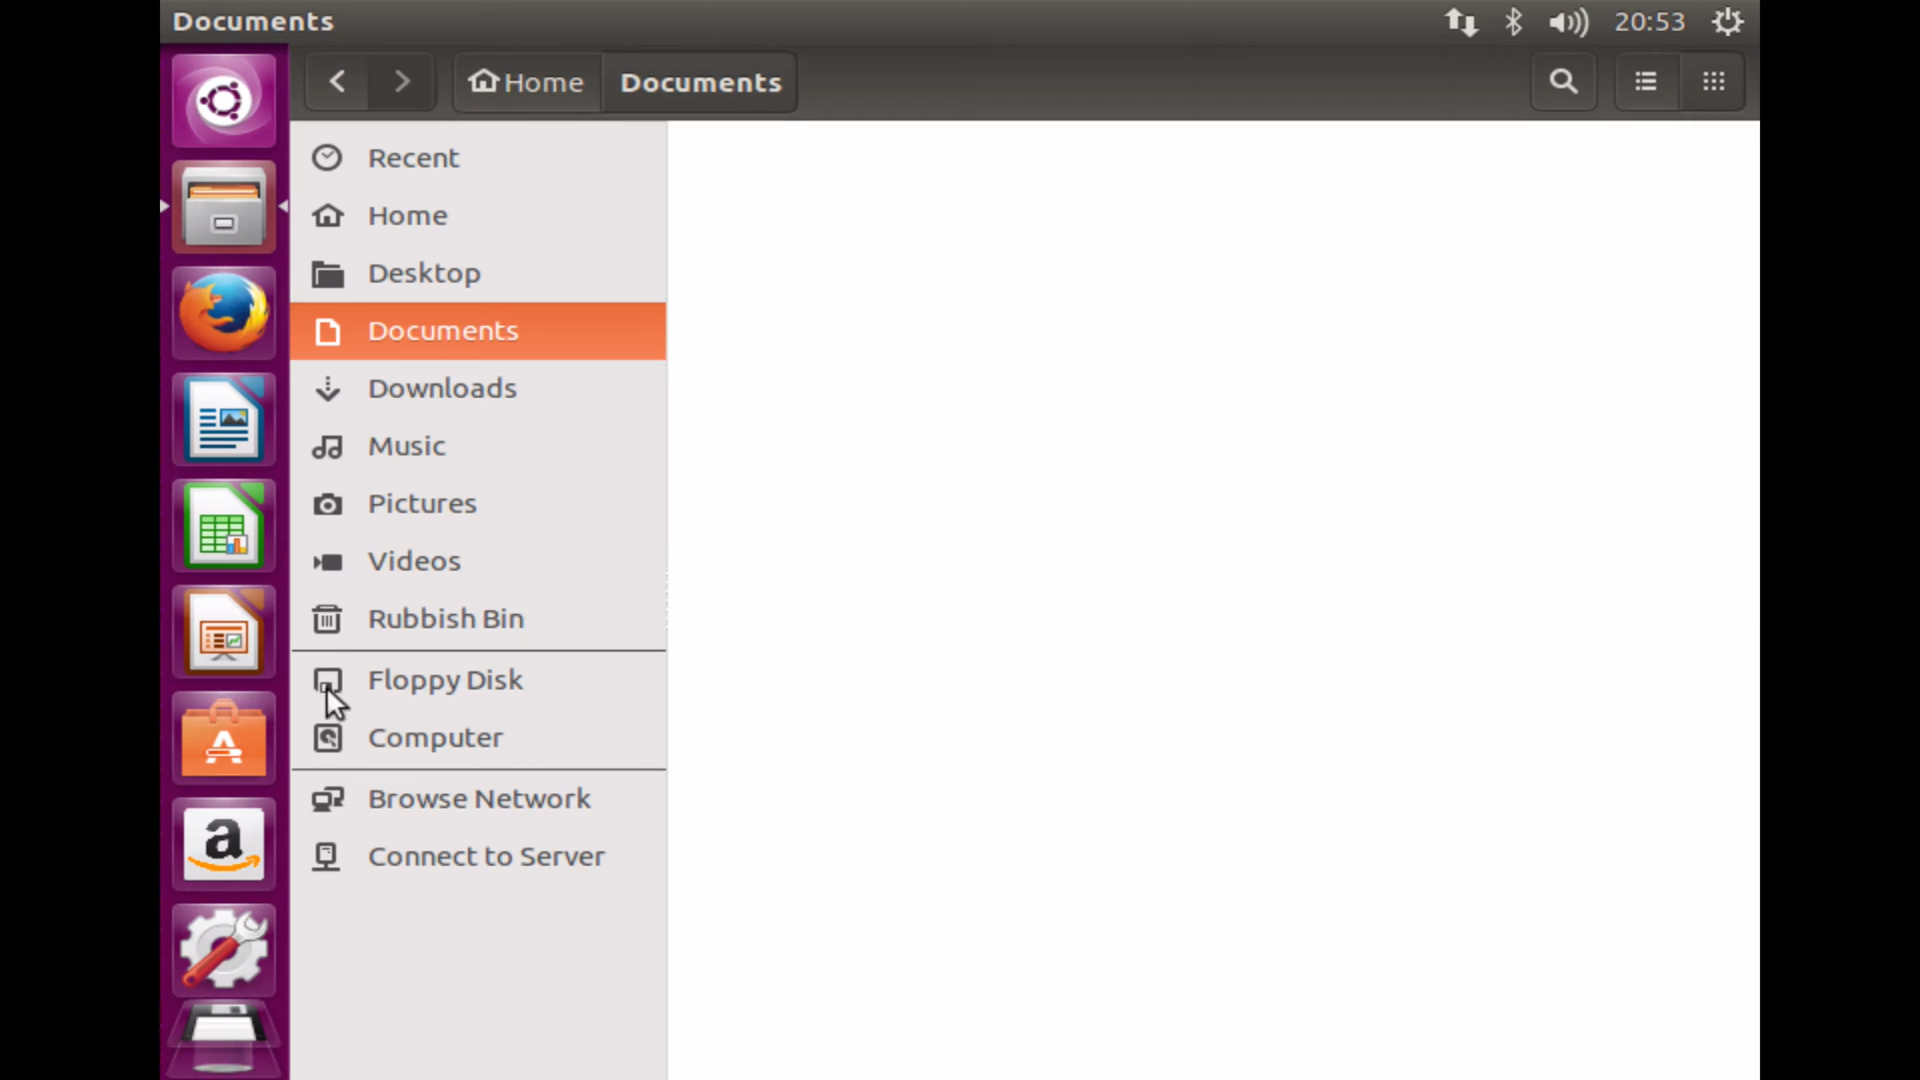 Documents
20:53
Home
Documents
Recent
Home
Desktop
Documents
Downloads
Music
Pictures
Videos
Rubbish Bin
Floppy Disk
Computer
Browse Network
Connect to Server